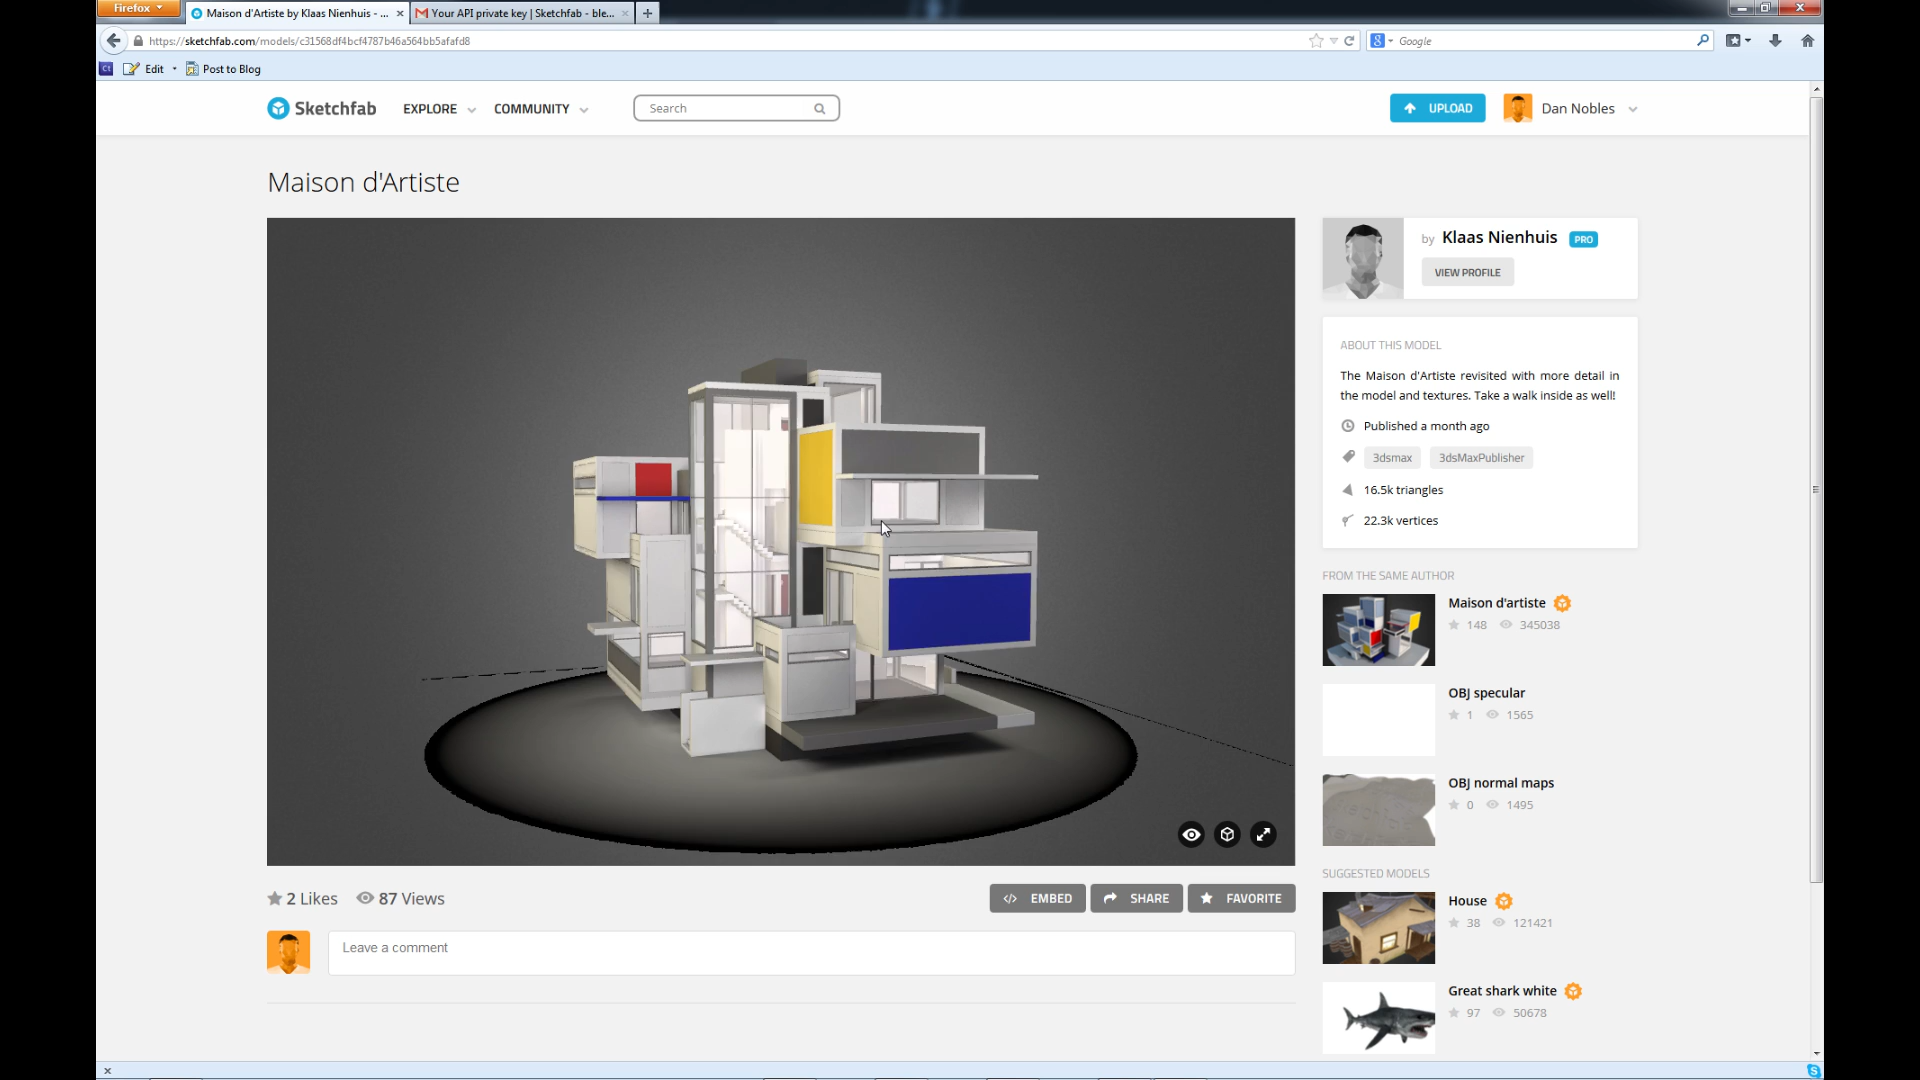 Firefox
Maison d'Artiste by Klaas Nienhuis - ...
Your API private key | Sketchfab - ble...
https://sketchfab.com/models/c31568df4bcf4787b46a564bb5afafd8
Google
Edit
Post to Blog
Sketchfab
EXPLORE
COMMUNITY
Search
UPLOAD
Dan Nobles
Maison d'Artiste
by Klaas Nienhuis PRO
VIEW PROFILE
ABOUT THIS MODEL
The Maison d'Artiste revisited with more detail in
the model and textures. Take a walk inside as well!
Published a month ago
3dsmax 3dsMaxPublisher
16.5k triangles
22.3k vertices
FROM THE SAME AUTHOR
Maison d'artiste
148 345038
OBJ specular
1 1565
OBJ normal maps
0 1495
SUGGESTED MODELS
House
38 121421
Great shark white
97 50678
2 Likes 87 Views
EMBED
SHARE
FAVORITE
Leave a comment